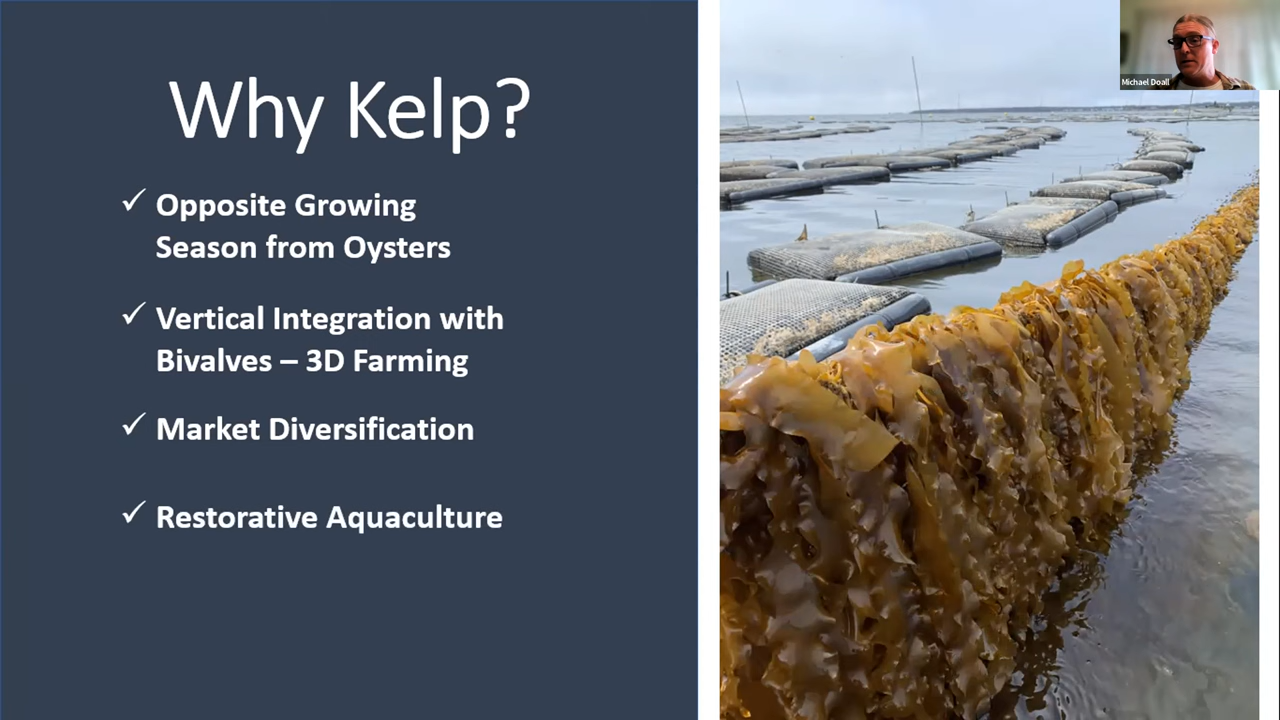 Why Kelp?
✓ Opposite Growing
Season from Oysters
✓ Vertical Integration with
Bivalves – 3D Farming
✓ Market Diversification
✓ Restorative Aquaculture
Michael Doall